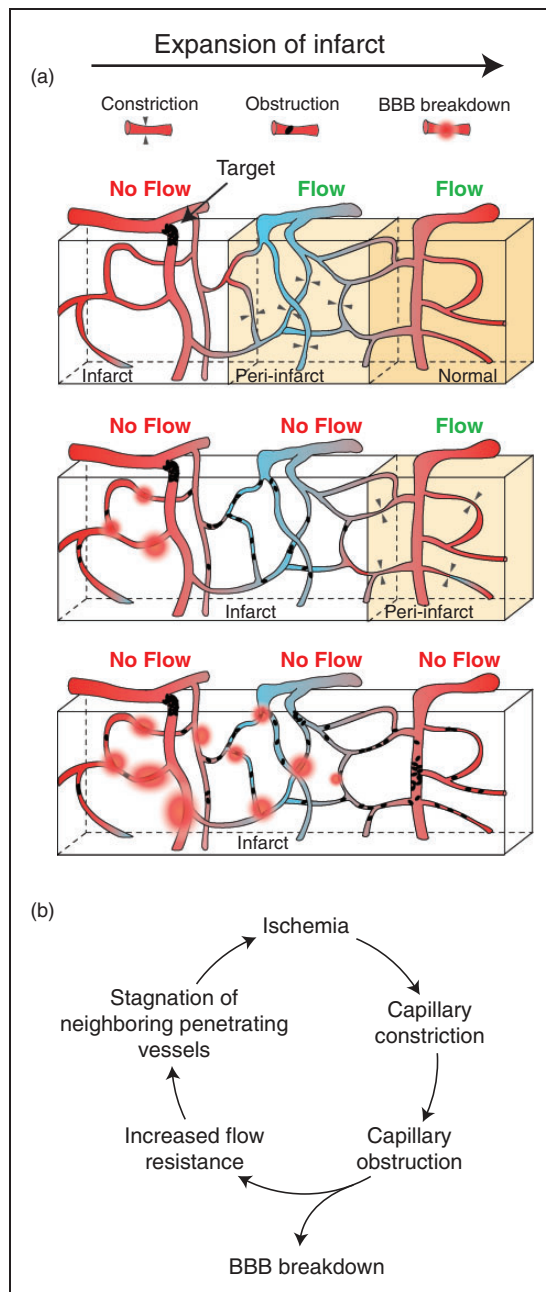 Expansion of infarct
(a)
Constriction
Obstruction
BBB breakdown
Target
No Flow
Flow
Flow
Infarct
Peri-infarct
Normal
No Flow
No Flow
Flow
Infarct
Peri-infarct
No Flow
No Flow
No Flow
Infarct
(b)
Ischemia
Capillary
constriction
Capillary
obstruction
BBB breakdown
Increased flow
resistance
Stagnation of
neighboring penetrating
vessels